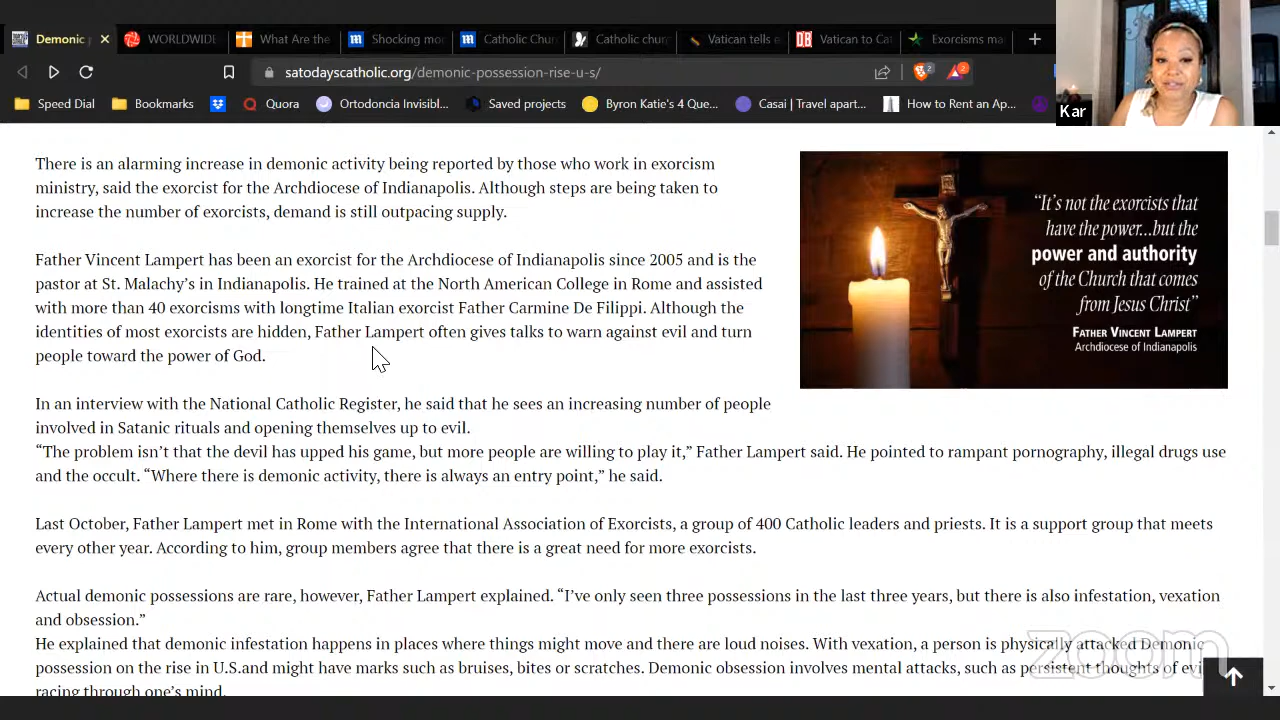 Demonic p
WORLDWIDE
What Are the
Shocking mo
Catholic Chur
Catholic churc
Vatican tells e
Vatican to Cat
Exorcisms ma
satodayscatholic.org/demonic-possession-rise-u-s/
2
2
Speed Dial
Bookmarks
Quora
Ortodoncia Invisibl...
Saved projects
Byron Katie's 4 Que...
Casai | Travel apart...
How to Rent an Ap...
Kar
There is an alarming increase in demonic activity being reported by those who work in exorcism
ministry, said the exorcist for the Archdiocese of Indianapolis. Although steps are being taken to
increase the number of exorcists, demand is still outpacing supply.
Father Vincent Lampert has been an exorcist for the Archdiocese of Indianapolis since 2005 and is the
pastor at St. Malachy's in Indianapolis. He trained at the North American College in Rome and assisted
with more than 40 exorcisms with longtime Italian exorcist Father Carmine De Filippi. Although the
identities of most exorcists are hidden, Father Lampert often gives talks to warn against evil and turn
people toward the power of God.
“It's not the exorcists that
have the power...but the
power and authority
of the Church that comes
from Jesus Christ”
FATHER VINCENT LAMPERT
Archdiocese of Indianapolis
In an interview with the National Catholic Register, he said that he sees an increasing number of people
involved in Satanic rituals and opening themselves up to evil.
“The problem isn't that the devil has upped his game, but more people are willing to play it,” Father Lampert said. He pointed to rampant pornography, illegal drugs use
and the occult. “Where there is demonic activity, there is always an entry point,” he said.
Last October, Father Lampert met in Rome with the International Association of Exorcists, a group of 400 Catholic leaders and priests. It is a support group that meets
every other year. According to him, group members agree that there is a great need for more exorcists.
Actual demonic possessions are rare, however, Father Lampert explained. “I've only seen three possessions in the last three years, but there is also infestation, vexation
and obsession.”
He explained that demonic infestation happens in places where things might move and there are loud noises. With vexation, a person is physically attacked Demonic
possession on the rise in U.S.and might have marks such as bruises, bites or scratches. Demonic obsession involves mental attacks, such as persistent thoughts of evi
racing through one's mind.
zoom